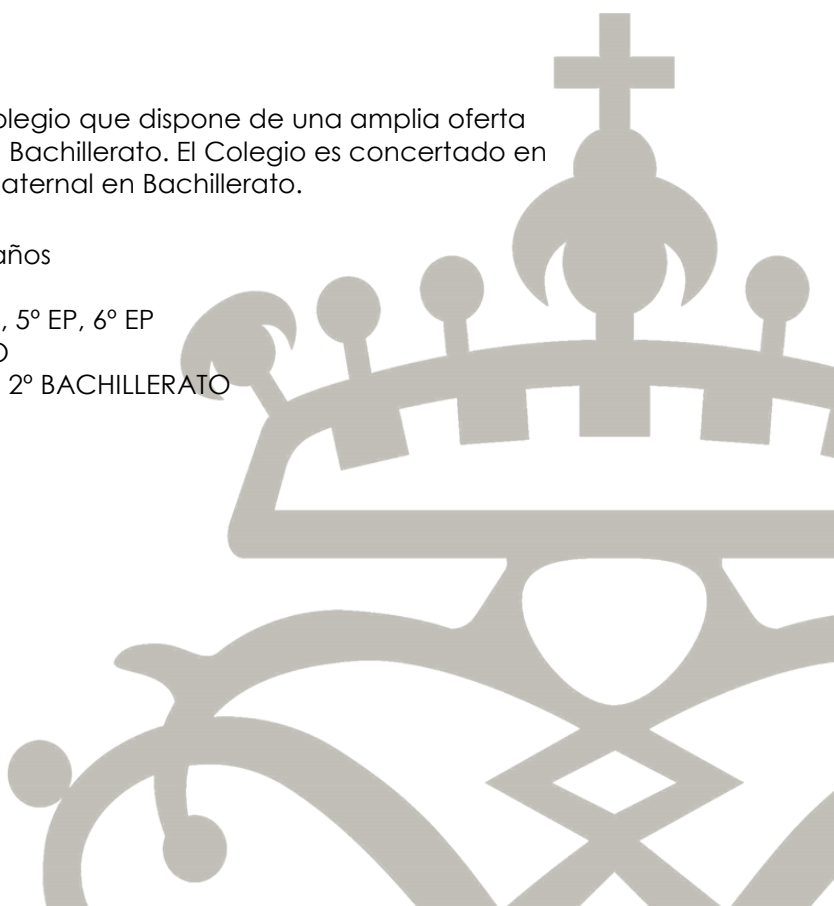 olegio que dispone de una amplia oferta
Bachillerato. El Colegio es concertado en
aternal en Bachillerato.
años
, 5º EP, 6º EP
O
2º BACHILLERATO